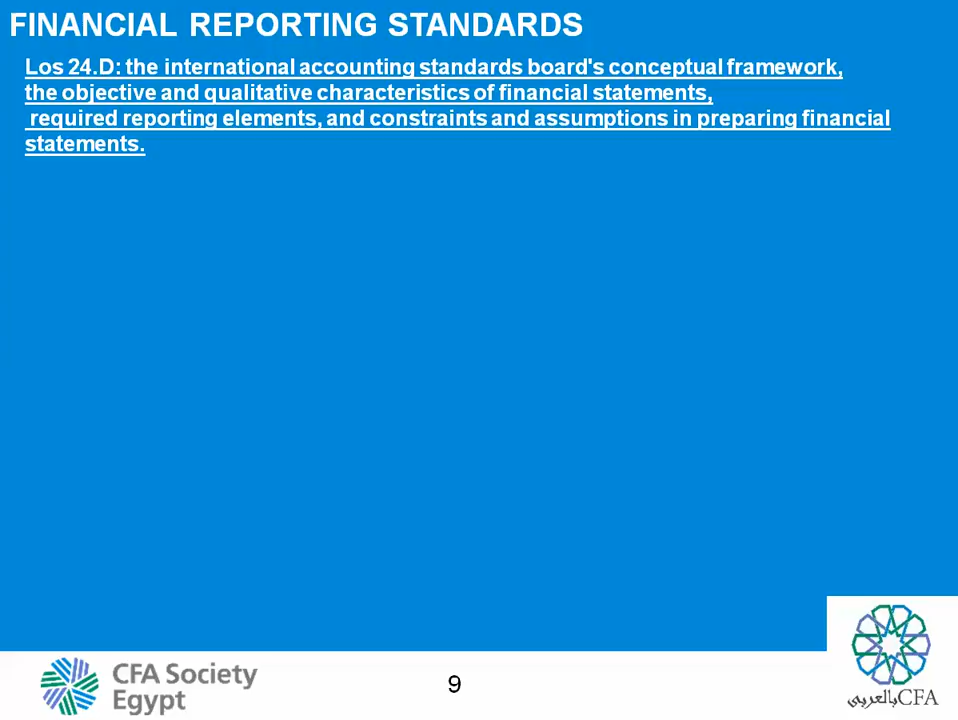 FINANCIAL REPORTING STANDARDS
Los 24.D: the international accounting standards board's conceptual framework,
the objective and qualitative characteristics of financial statements,
required reporting elements, and constraints and assumptions in preparing financial
statements.
CFA Society
Egypt
9
CFAبالعربي